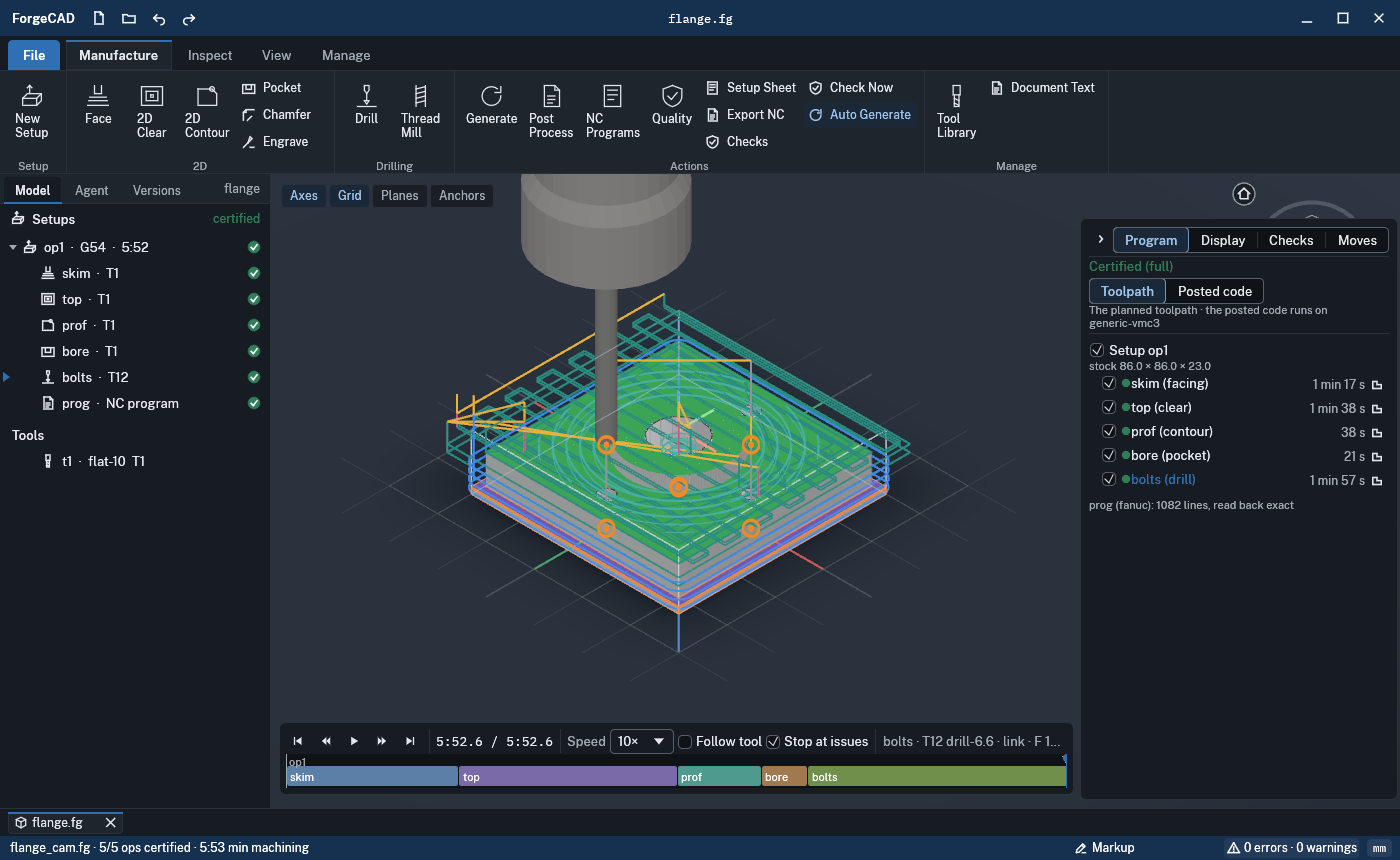 ForgeCAD
flange.fg
File
Manufacture
Inspect
View
Manage
New Setup
Face
2D Clear
2D Contour
Pocket
Chamfer
Engrave
Drill
Thread Mill
Generate
Post Process
NC Programs
Quality
Setup Sheet
Export NC
Checks
Check Now
Auto Generate
Tool Library
Document Text
Setup
2D
Drilling
Actions
Manage
Model
Agent
Versions
flange
Setups
certified
op1 · G54 · 5:52
skim · T1
top · T1
prof · T1
bore · T1
bolts · T12
prog · NC program
Tools
t1 · flat-10 T1
Axes
Grid
Planes
Anchors
Program
Display
Checks
Moves
Certified (full)
Toolpath
Posted code
The planned toolpath · the posted code runs on
generic-vmc3
Setup op1
stock 86.0 × 86.0 × 23.0
skim (facing) 1 min 17 s
top (clear) 1 min 38 s
prof (contour) 38 s
bore (pocket) 21 s
bolts (drill) 1 min 57 s
prog (fanuc): 1082 lines, read back exact
5:52.6 / 5:52.6
Speed
10×
Follow tool
Stop at issues
bolts · T12 drill-6.6 · link · F 1...
op1
skim
top
prof
bore
bolts
flange.fg
flange_cam.fg · 5/5 ops certified · 5:53 min machining
Markup
0 errors · 0 warnings
mm